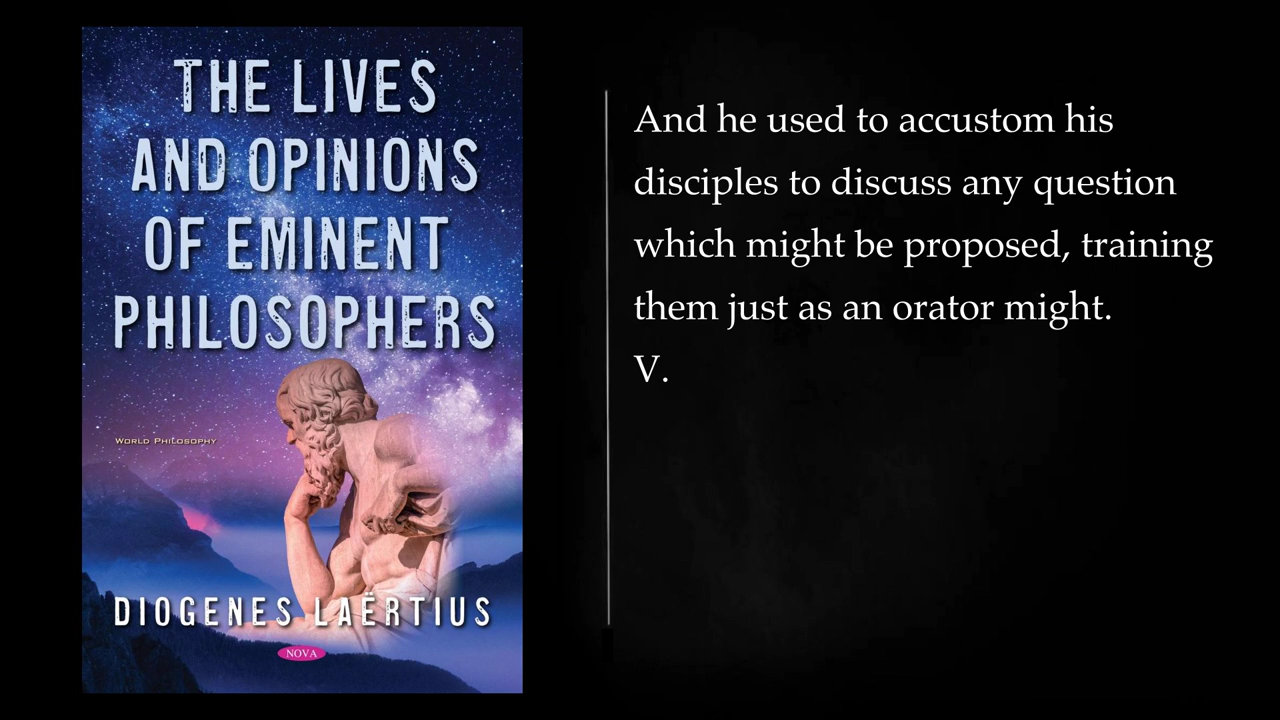 THE LIVES
AND OPINIONS
OF EMINENT
PHILOSOPHERS
WORLD PHILOSOPHY
DIOGENES LAËRTIUS
NOVA
And he used to accustom his
disciples to discuss any question
which might be proposed, training
them just as an orator might.
V.